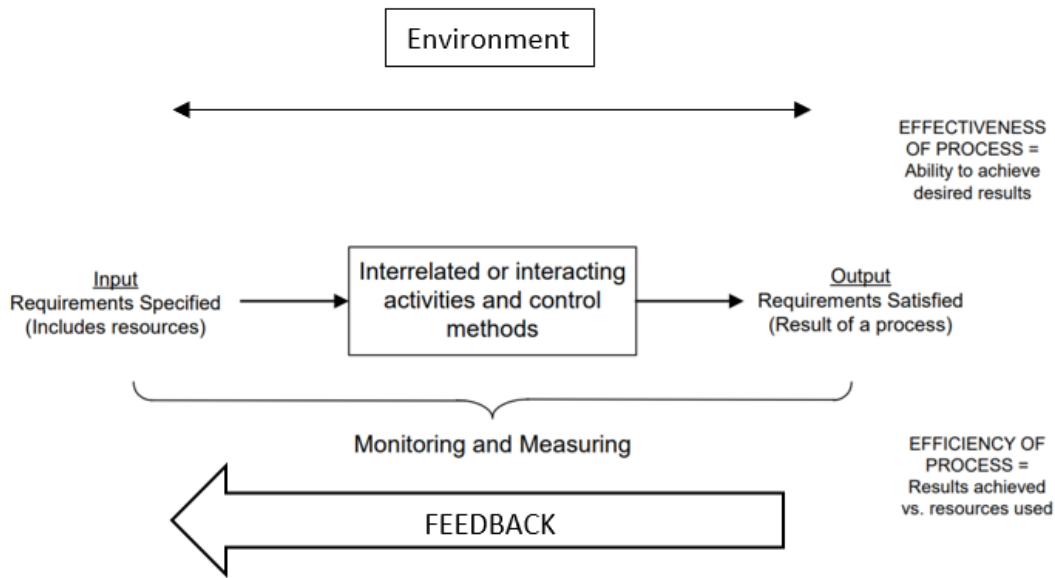 Environment
EFFECTIVENESS
OF PROCESS =
Ability to achieve
desired results
Input
Requirements Specified
(Includes resources)
Interrelated or interacting
activities and control
methods
Output
Requirements Satisfied
(Result of a process)
Monitoring and Measuring
EFFICIENCY OF
PROCESS =
Results achieved
vs. resources used
FEEDBACK